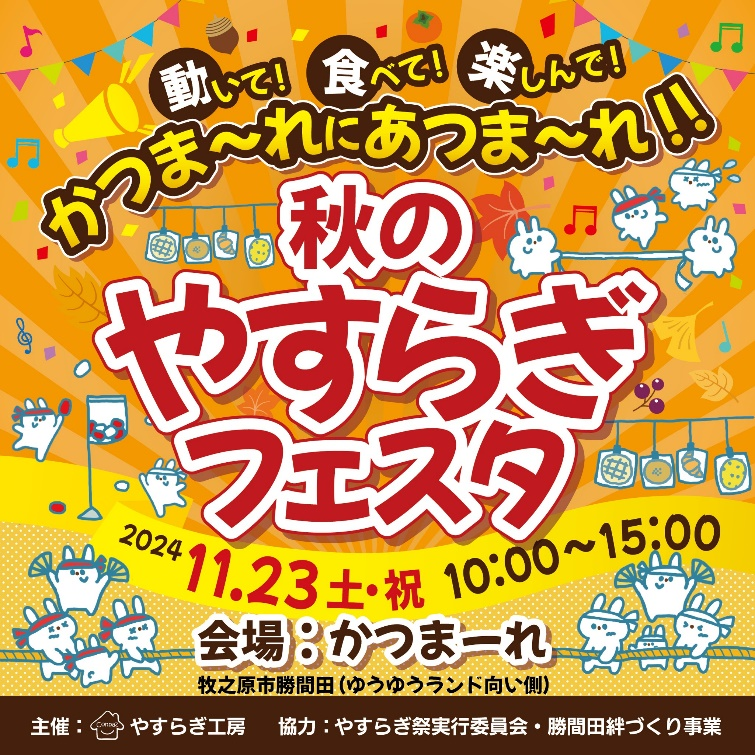 動いて！食べて！楽しんで！
かつま～れにあつま～れ！！
秋の
やすらぎ
フェスタ
2024 11.23土・祝 10:00～15:00
会場：かつまーれ
牧之原市勝間田（ゆうゆうランド向い側）
主催：やすらぎ工房　協力：やすらぎ祭実行委員会・勝間田絆づくり事業